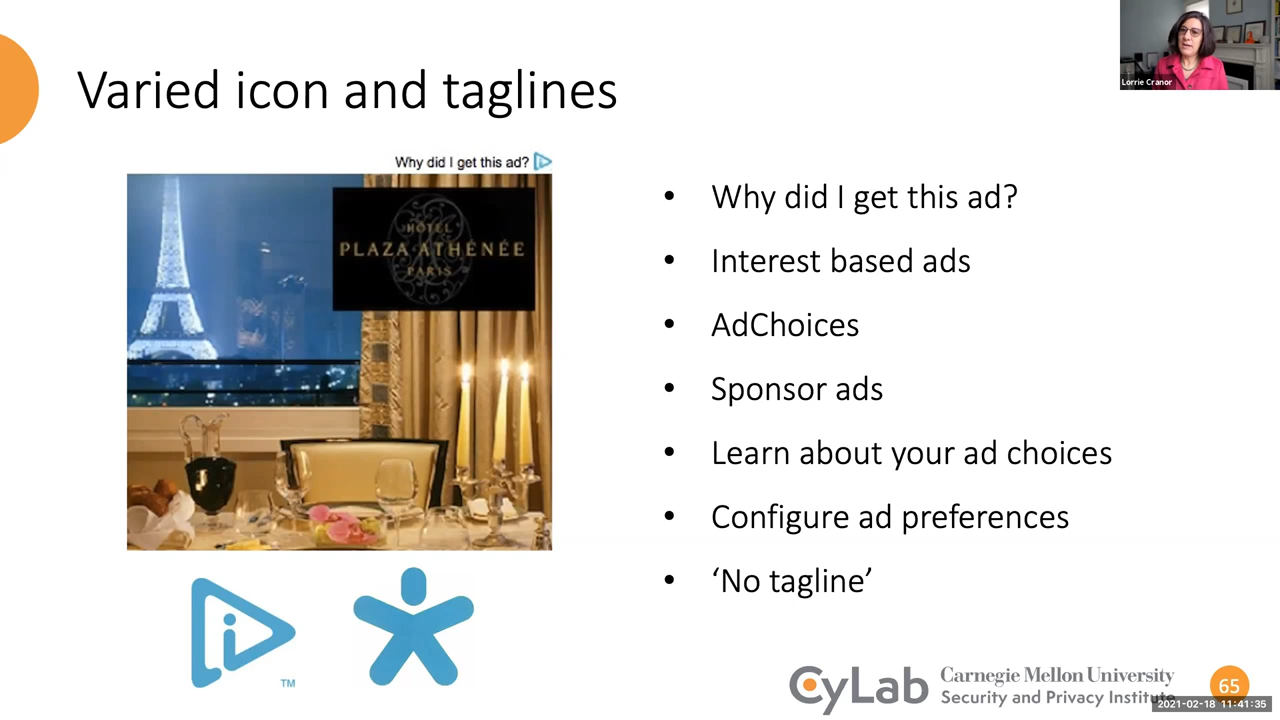 Varied icon and taglines
Lorrie Cranor
Why did I get this ad?
HÔTEL
PLAZA ATHÉNÉE
PARIS
• Why did I get this ad?
• Interest based ads
• AdChoices
• Sponsor ads
• Learn about your ad choices
• Configure ad preferences
• ‘No tagline’
i
TM
CyLab
Carnegie Mellon University
Security and Privacy Institute
65
2021-02-18 11:41:35